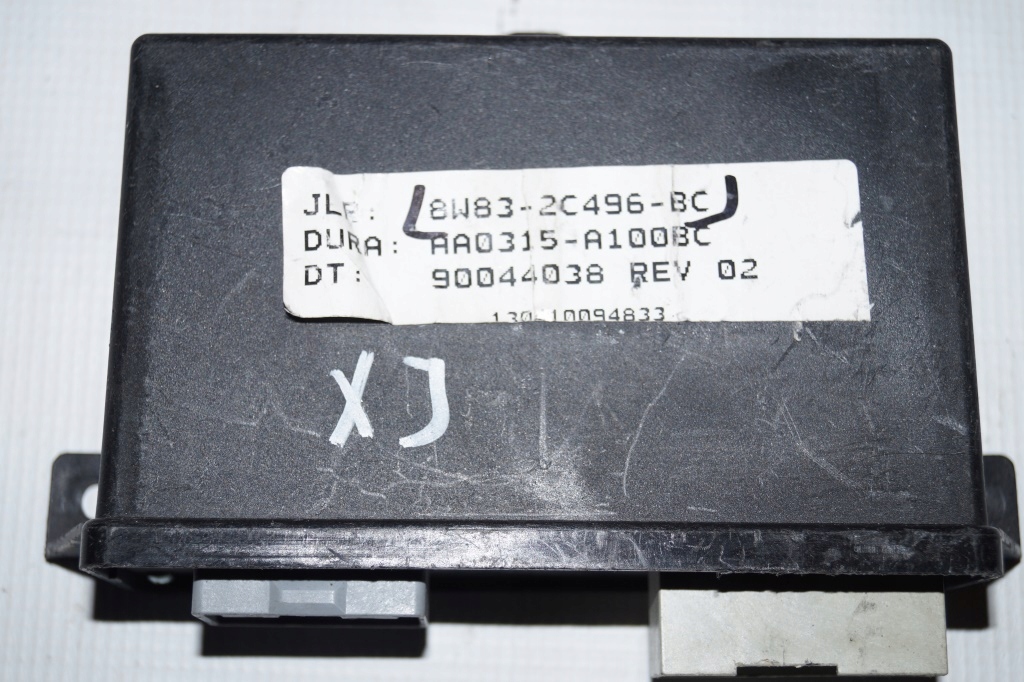 JLR: 8W83-2C496-BC
DURA: AA0315-A100BC
DT: 90044038 REV 02
XJ